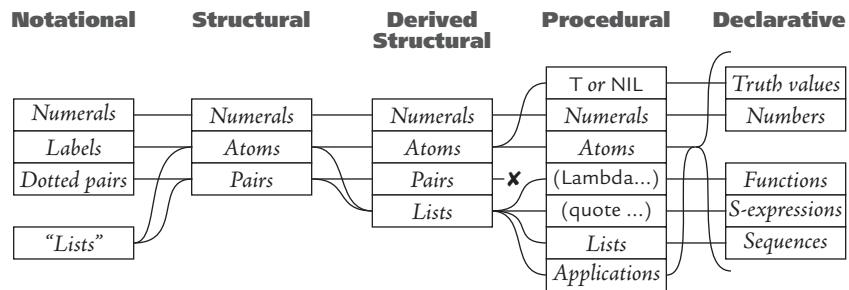 Notational
Structural
Derived
Structural
Procedural
Declarative
Numerals
Labels
Dotted pairs
“Lists”
Numerals
Atoms
Pairs
Numerals
Atoms
Pairs
Lists
T or NIL
Numerals
Atoms
(Lambda...)
(quote ...)
Lists
Applications
Truth values
Numbers
Functions
S-expressions
Sequences